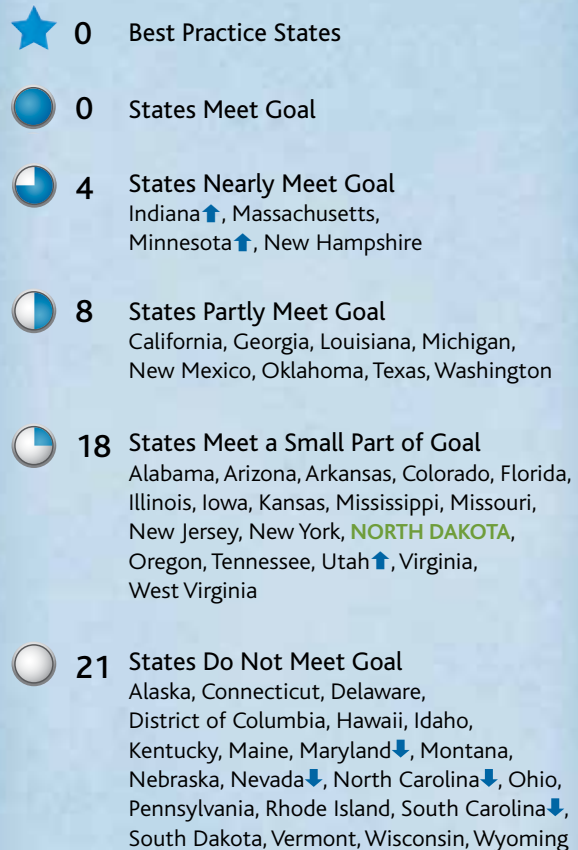 0 Best Practice States
0 States Meet Goal
4 States Nearly Meet Goal
Indiana⬆, Massachusetts,
Minnesota⬆, New Hampshire
8 States Partly Meet Goal
California, Georgia, Louisiana, Michigan,
New Mexico, Oklahoma, Texas, Washington
18 States Meet a Small Part of Goal
Alabama, Arizona, Arkansas, Colorado, Florida,
Illinois, Iowa, Kansas, Mississippi, Missouri,
New Jersey, New York, NORTH DAKOTA,
Oregon, Tennessee, Utah⬆, Virginia,
West Virginia
21 States Do Not Meet Goal
Alaska, Connecticut, Delaware,
District of Columbia, Hawaii, Idaho,
Kentucky, Maine, Maryland⬇, Montana,
Nebraska, Nevada⬇, North Carolina⬇, Ohio,
Pennsylvania, Rhode Island, South Carolina⬇,
South Dakota, Vermont, Wisconsin, Wyoming